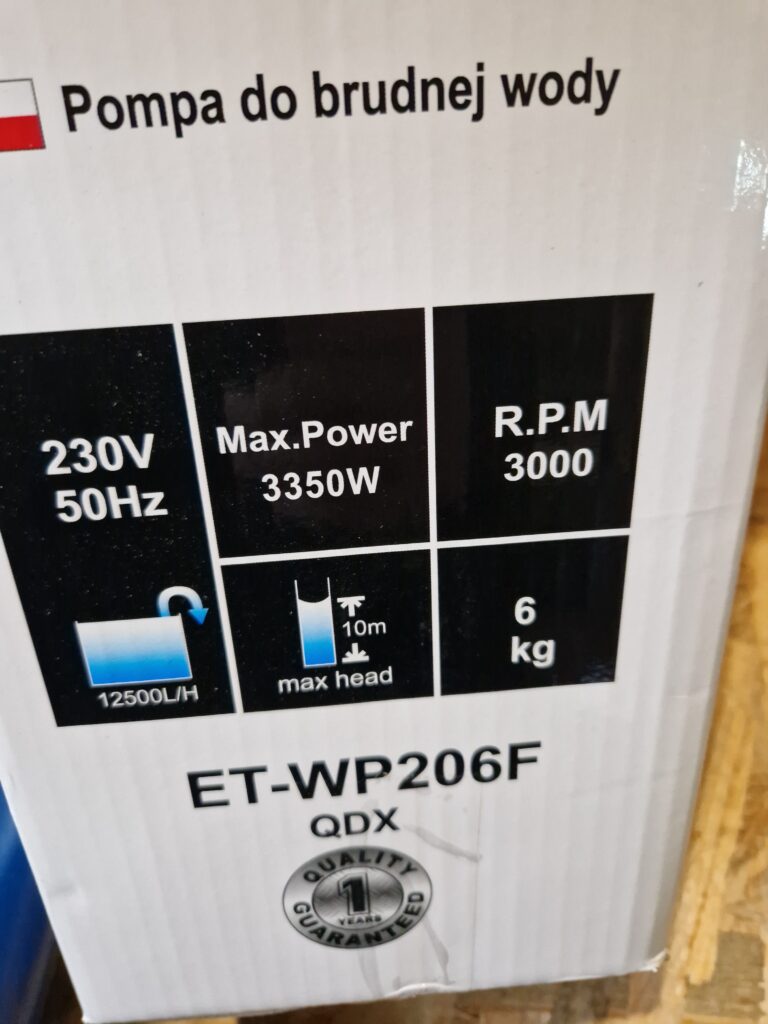 Pompa do brudnej wody
230V
50Hz
Max.Power
3350W
R.P.M
3000
12500L/H
10m
max head
6
kg
ET-WP206F
QDX
QUALITY
1
YEARS
GUARANTEED